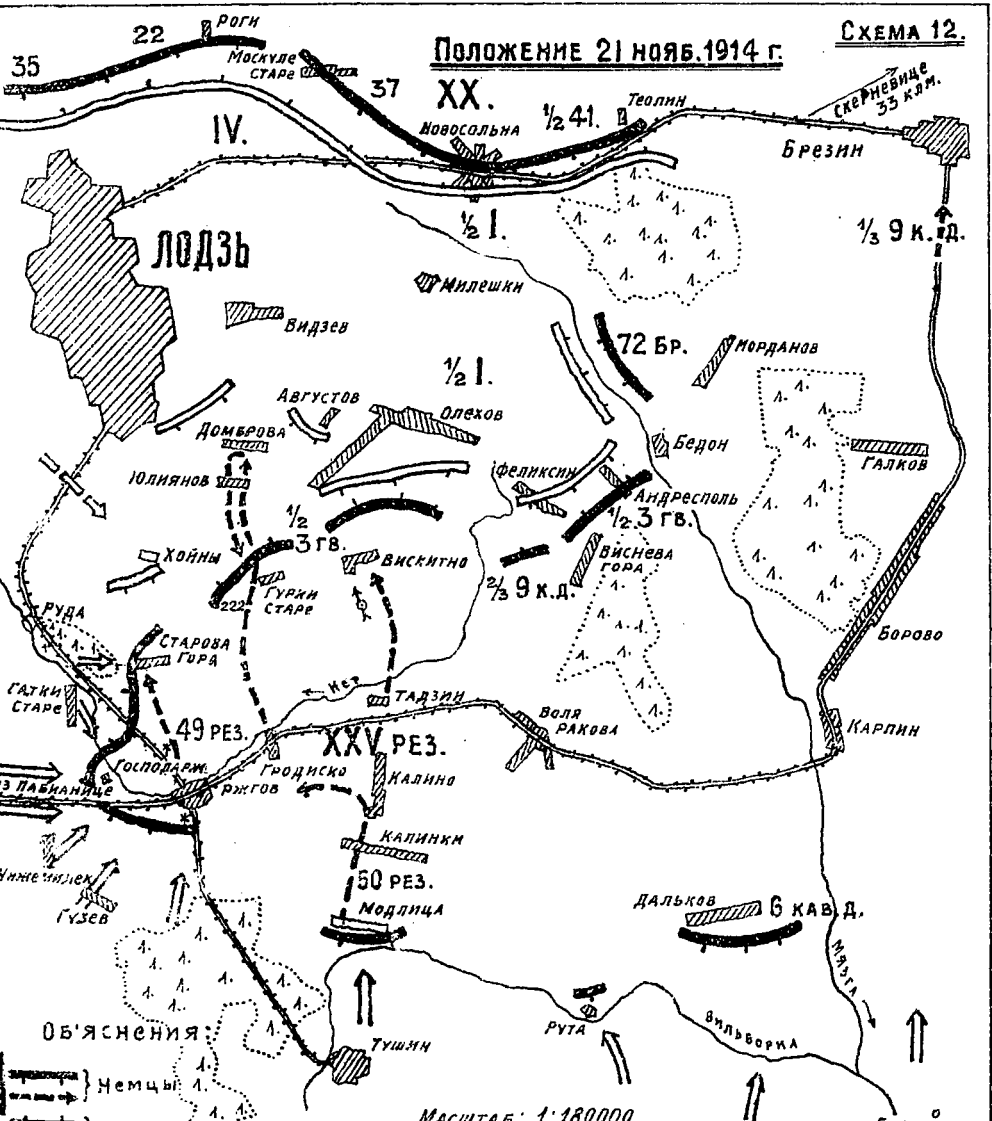 Схема 12.
Положение 21 нояб. 1914 г.
35
22
Роги
Москуле
Старе
37
XX.
IV.
Новосольна
½ 41.
Теолин
Скерневице
33 клм.
Брезин
½ I.
⅓ 9 к.д.
ЛОДЗЬ
Милешки
Видзев
72 Бр.
Морданов
½ I.
Августов
Олехов
Домброва
Бедон
Галков
Юлиянов
Феликсин
Андресполь
½ 3 гв.
½ 3 гв.
Хойны
Вискитно
Виснева
Гора
⅔ 9 к.д.
Гурки
Старе
222
Руда
Старова
Гора
Борово
Нер
Гатки
Старе
Тадзин
49 рез.
Воля
Ракова
Карпин
XXV рез.
Господарж.
Гродиско
Калино
из Пабианице
Ржгов
Калинки
Гузев
50 рез.
Модлица
Дальков
6 кав. д.
Мязга
Рута
Вильборка
Об'яснения:
Тушин
Немцы
Масштаб: 1:180000